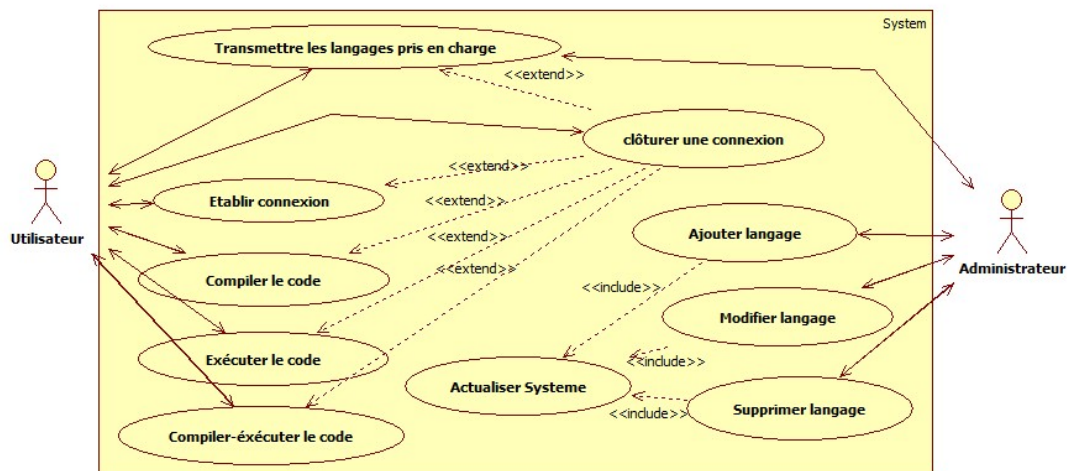 System
Transmettre les langages pris en charge
<<extend>>
clôturer une connexion
<<extend>>
Etablir connexion
<<extend>>
Utilisateur
Ajouter langage
<<extend>>
Administrateur
<<extend>>
Compiler le code
<<include>>
Modifier langage
Exécuter le code
<<include>>
Actualiser Systeme
<<include>>
Supprimer langage
Compiler-éxécuter le code